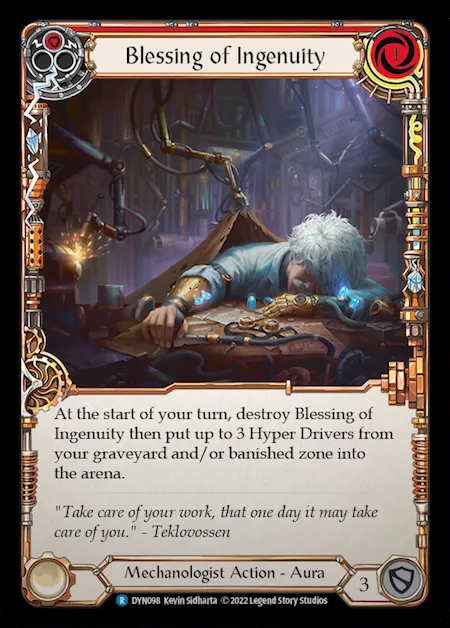 Blessing of Ingenuity
1
At the start of your turn, destroy Blessing of
Ingenuity then put up to 3 Hyper Drivers from
your graveyard and/or banished zone into
the arena.
"Take care of your work, that one day it may take
care of you." - Teklovossen
Mechanologist Action - Aura
3
R DYN098 Kevin Sidharta © 2022 Legend Story Studios